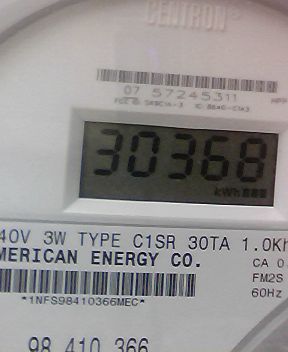 CENTRON®
07 57245311
30368
kWh
40V 3W TYPE C1SR 30TA 1.0Kh
MERICAN ENERGY CO.
CA 0
FM2S
60Hz
*1NFS98410366MEC*
98 410 366